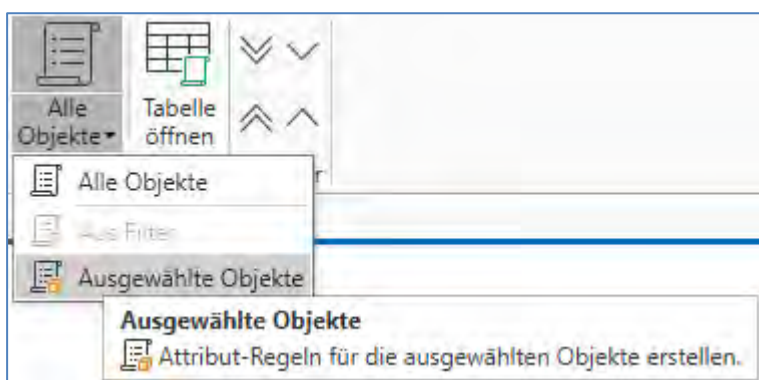 Alle
Objekte
Tabelle
öffnen
r
Alle Objekte
Aus Filter
Ausgewählte Objekte
Ausgewählte Objekte
Attribut-Regeln für die ausgewählten Objekte erstellen.